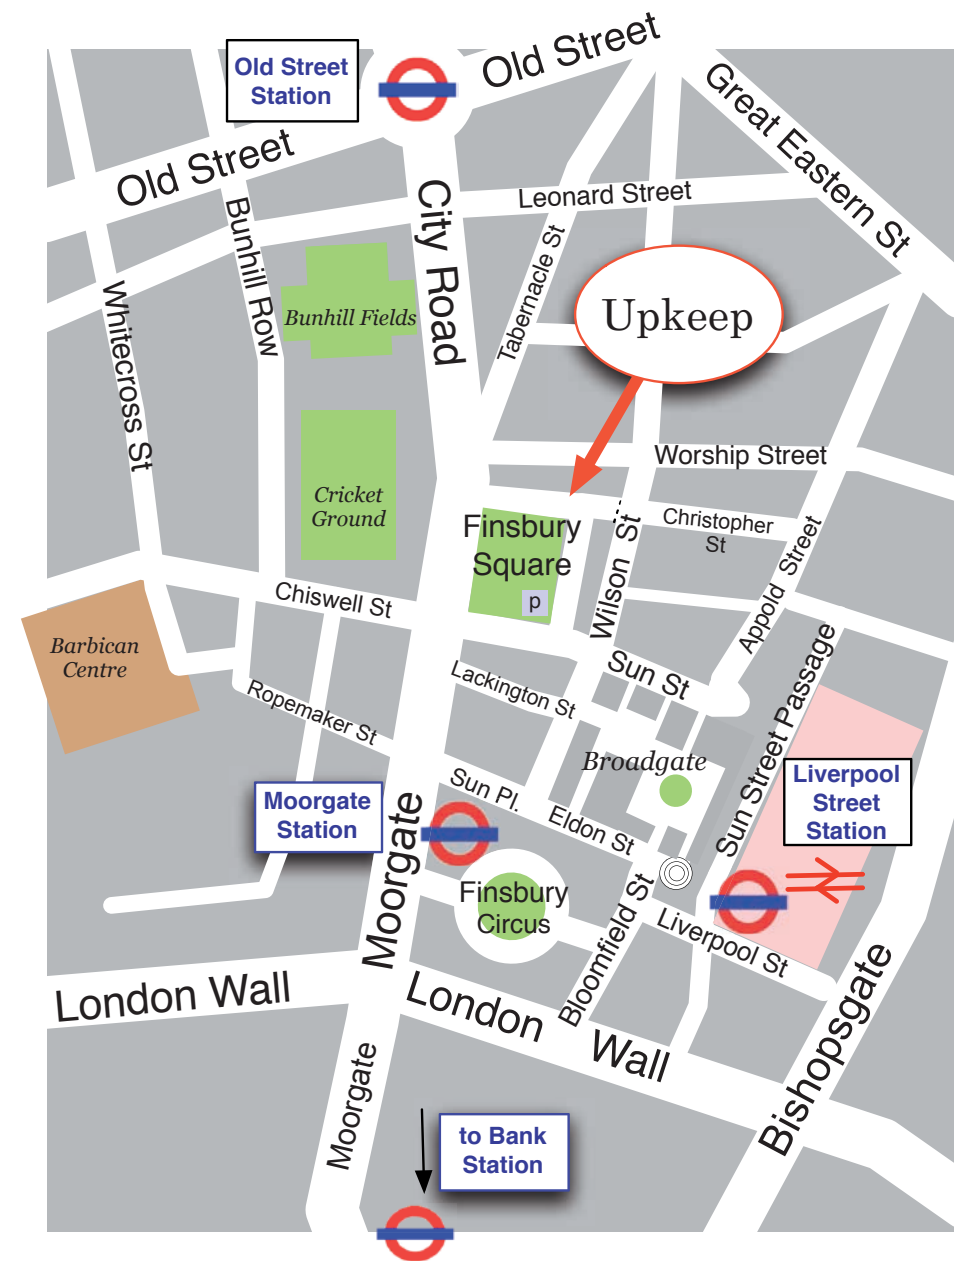 Old Street
Old Street
Station
Great Eastern St
Old Street
Leonard Street
City Road
Bunhill Row
Tabernacle St
Whitecross St
Bunhill Fields
Upkeep
Worship Street
Cricket
Ground
Finsbury
Square
p
Christopher
St
Wilson St
Appold Street
Chiswell St
Barbican
Centre
Sun St
Sun Street Passage
Lackington St
Ropemaker St
Broadgate
Liverpool
Street
Station
Moorgate
Station
Sun Pl.
Eldon St
Moorgate
Finsbury
Circus
Bloomfield St
Liverpool St
Bishopsgate
London Wall
London Wall
Moorgate
to Bank
Station